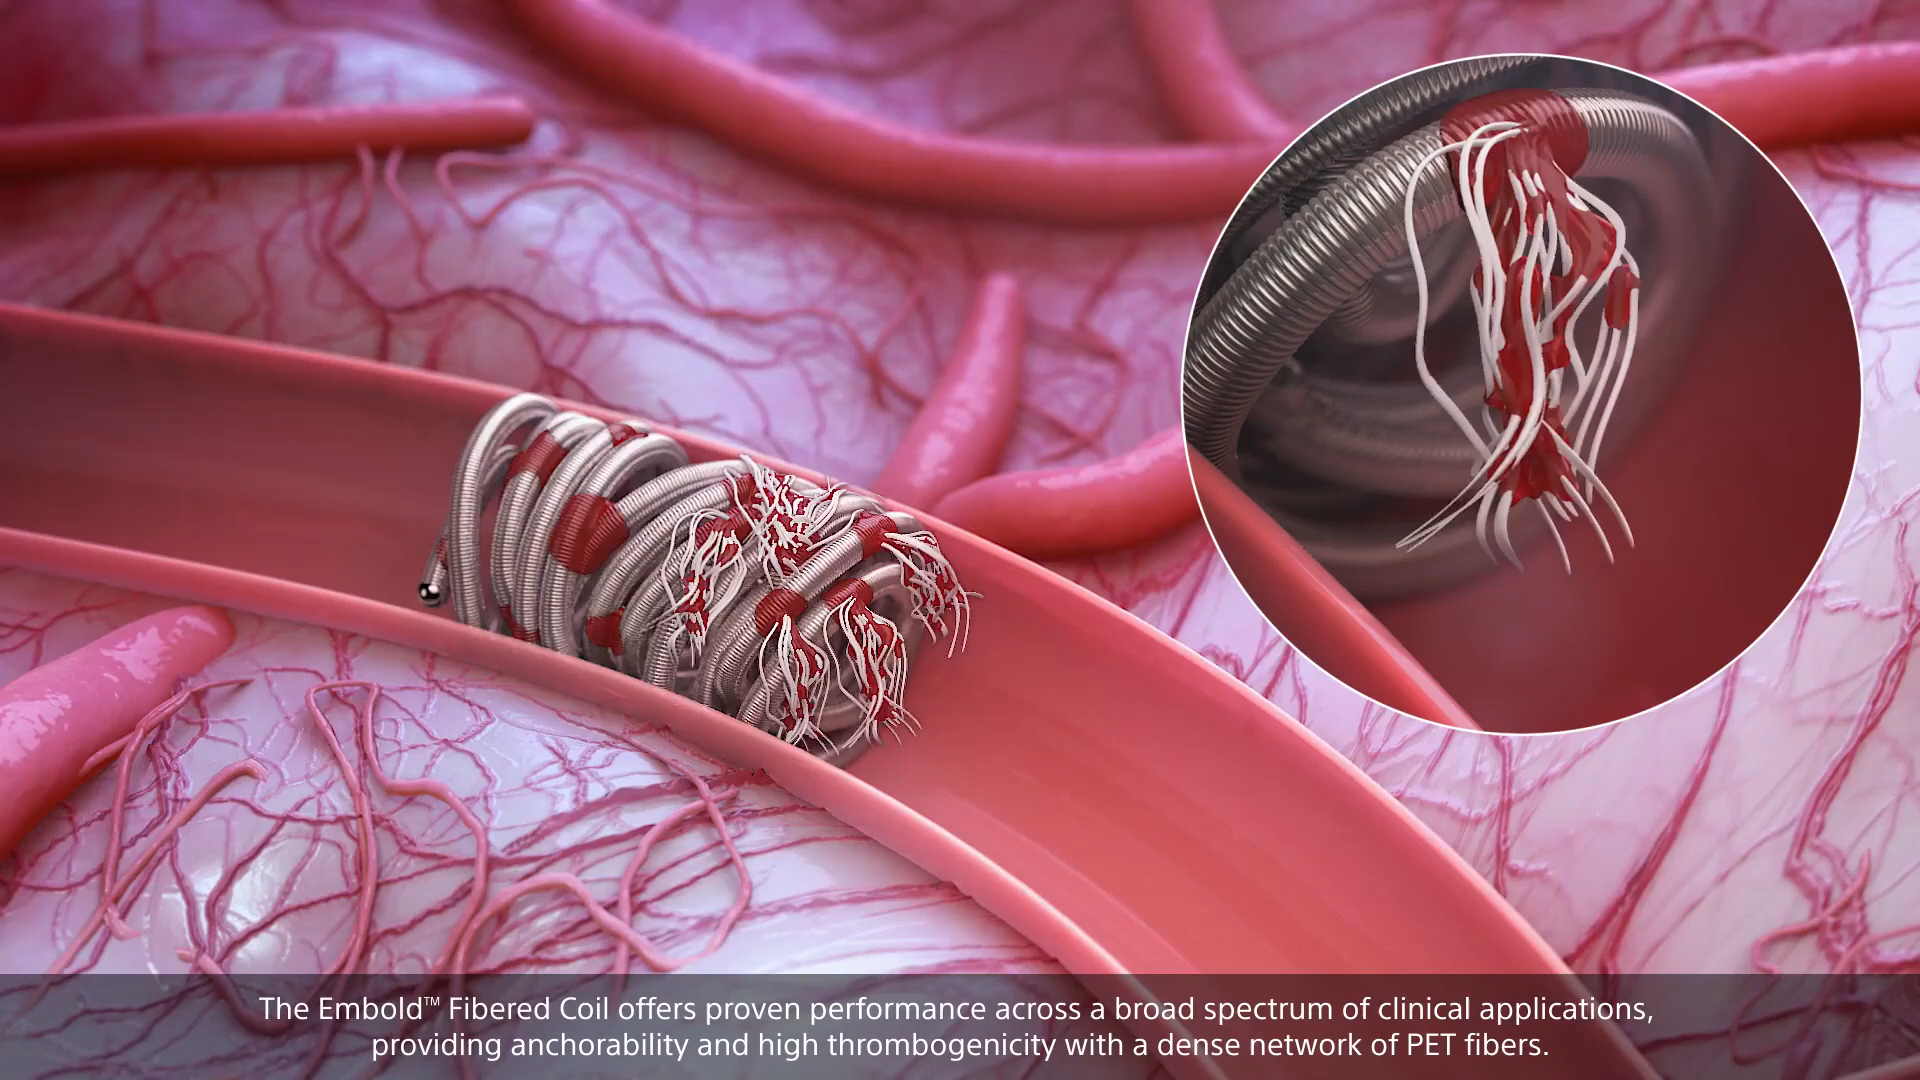 The Embold™ Fibered Coil offers proven performance across a broad spectrum of clinical applications,
providing anchorability and high thrombogenicity with a dense network of PET fibers.